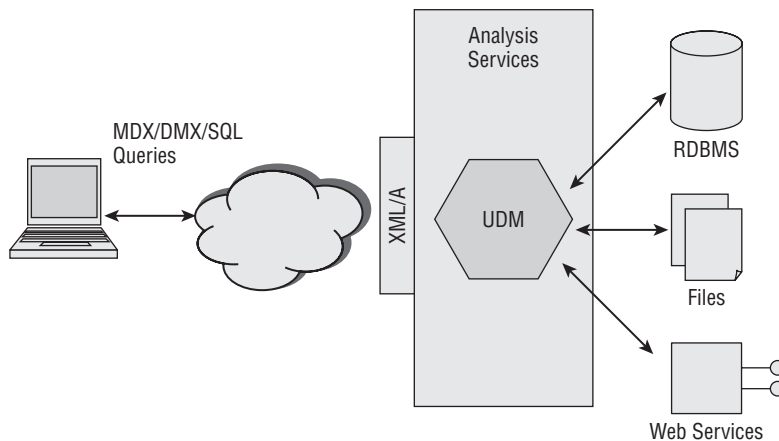 Analysis
Services
MDX/DMX/SQL
Queries
XML/A
UDM
RDBMS
Files
Web Services